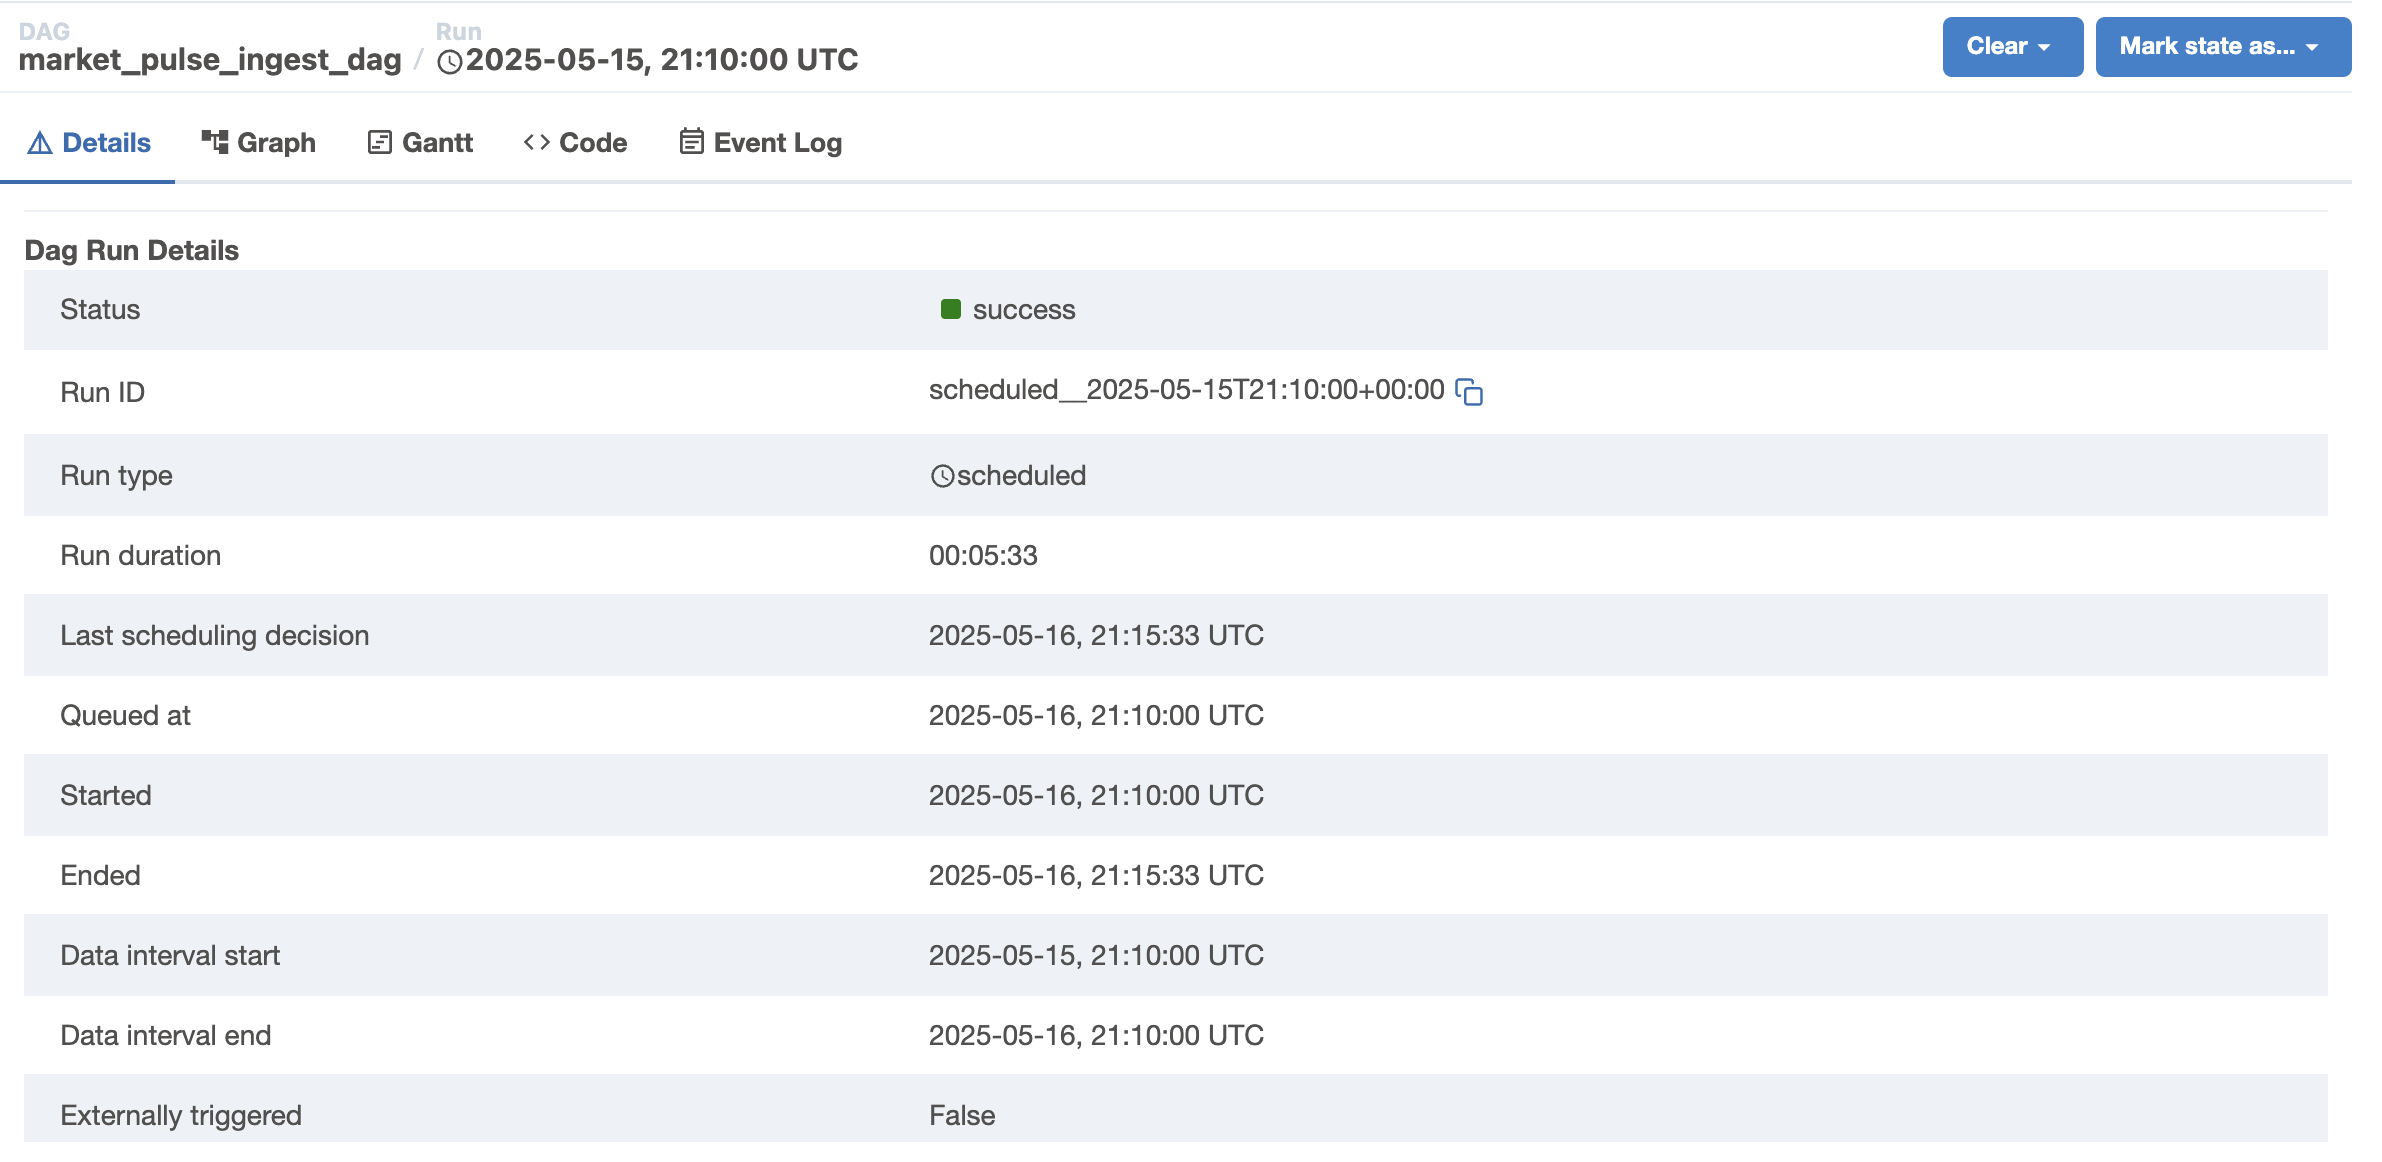 DAG
Run
market_pulse_ingest_dag / 2025-05-15, 21:10:00 UTC
Clear
Mark state as...
Details
Graph
Gantt
Code
Event Log
Dag Run Details
Status success
Run ID scheduled__2025-05-15T21:10:00+00:00
Run type scheduled
Run duration 00:05:33
Last scheduling decision 2025-05-16, 21:15:33 UTC
Queued at 2025-05-16, 21:10:00 UTC
Started 2025-05-16, 21:10:00 UTC
Ended 2025-05-16, 21:15:33 UTC
Data interval start 2025-05-15, 21:10:00 UTC
Data interval end 2025-05-16, 21:10:00 UTC
Externally triggered False